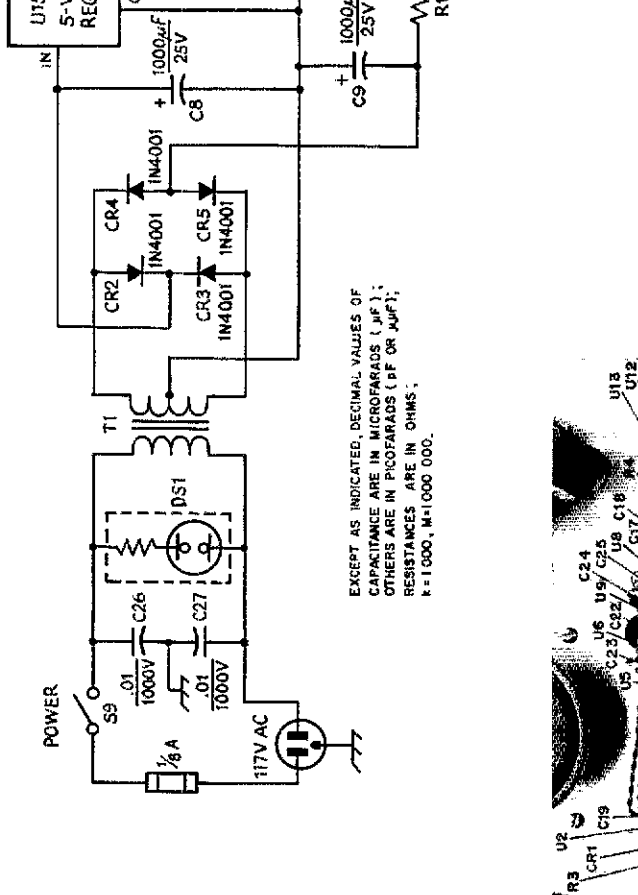 U15
5-V
REG
IN
1000µF
25V
+
C8
1000µ
25V
+
C9
R1
CR4
1N4001
CR2
1N4001
CR5
1N4001
CR3
1N4001
T1
DS1
C26
.01
1000V
C27
.01
1000V
POWER
S9
1/8 A
117V AC
EXCEPT AS INDICATED, DECIMAL VALUES OF
CAPACITANCE ARE IN MICROFARADS ( µF ) ;
OTHERS ARE IN PICOFARADS ( pF OR µµF);
RESISTANCES ARE IN OHMS ;
k=1000, M=1000 000.
U13
U12
R4
C18
C17
U8
C25
C24
U9
U6
C22
C23
U5
C19
U2
CR1
R3